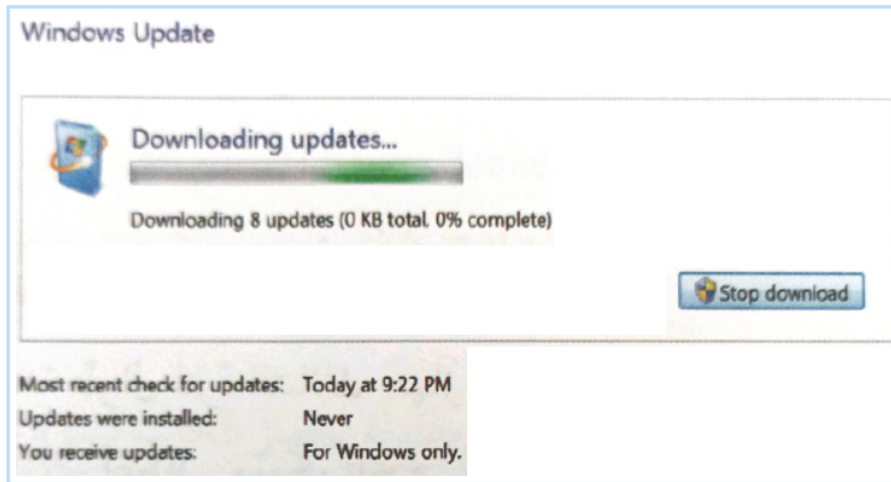 Windows Update
Downloading updates...
Downloading 8 updates (0 KB total, 0% complete)
Stop download
Most recent check for updates: Today at 9:22 PM
Updates were installed: Never
You receive updates: For Windows only.